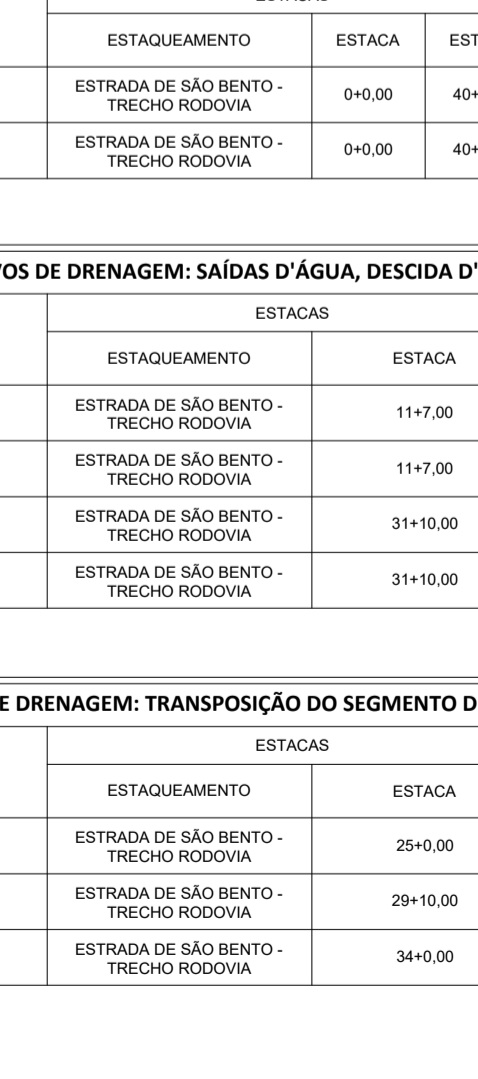 ESTAQUEAMENTO ESTACA
ESTRADA DE SÃO BENTO -
TRECHO RODOVIA
0+0,00 40+
ESTRADA DE SÃO BENTO -
TRECHO RODOVIA
0+0,00 40+
OS DE DRENAGEM: SAÍDAS D'ÁGUA, DESCIDA D'
ESTACAS
ESTAQUEAMENTO ESTACA
ESTRADA DE SÃO BENTO -
TRECHO RODOVIA
11+7,00
ESTRADA DE SÃO BENTO -
TRECHO RODOVIA
11+7,00
ESTRADA DE SÃO BENTO -
TRECHO RODOVIA
31+10,00
ESTRADA DE SÃO BENTO -
TRECHO RODOVIA
31+10,00
E DRENAGEM: TRANSPOSIÇÃO DO SEGMENTO D
ESTACAS
ESTAQUEAMENTO ESTACA
ESTRADA DE SÃO BENTO -
TRECHO RODOVIA
25+0,00
ESTRADA DE SÃO BENTO -
TRECHO RODOVIA
29+10,00
ESTRADA DE SÃO BENTO -
TRECHO RODOVIA
34+0,00